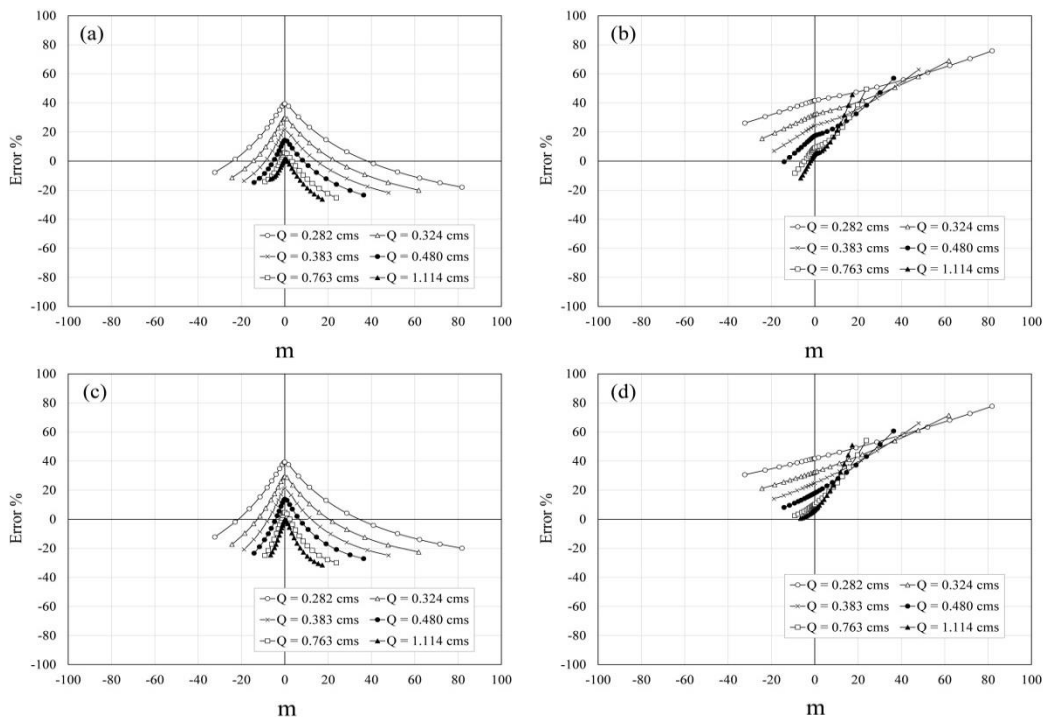 (a)
100
80
60
40
20
0
-20
-40
-60
-80
-100
Error %
-100 -80 -60 -40 -20 0 20 40 60 80 100
m
Q = 0.282 cms Q = 0.324 cms
Q = 0.383 cms Q = 0.480 cms
Q = 0.763 cms Q = 1.114 cms
(b)
100
80
60
40
20
0
-20
-40
-60
-80
-100
Error %
-100 -80 -60 -40 -20 0 20 40 60 80 100
m
Q = 0.282 cms Q = 0.324 cms
Q = 0.383 cms Q = 0.480 cms
Q = 0.763 cms Q = 1.114 cms
(c)
100
80
60
40
20
0
-20
-40
-60
-80
-100
Error %
-100 -80 -60 -40 -20 0 20 40 60 80 100
m
Q = 0.282 cms Q = 0.324 cms
Q = 0.383 cms Q = 0.480 cms
Q = 0.763 cms Q = 1.114 cms
(d)
100
80
60
40
20
0
-20
-40
-60
-80
-100
Error %
-100 -80 -60 -40 -20 0 20 40 60 80 100
m
Q = 0.282 cms Q = 0.324 cms
Q = 0.383 cms Q = 0.480 cms
Q = 0.763 cms Q = 1.114 cms